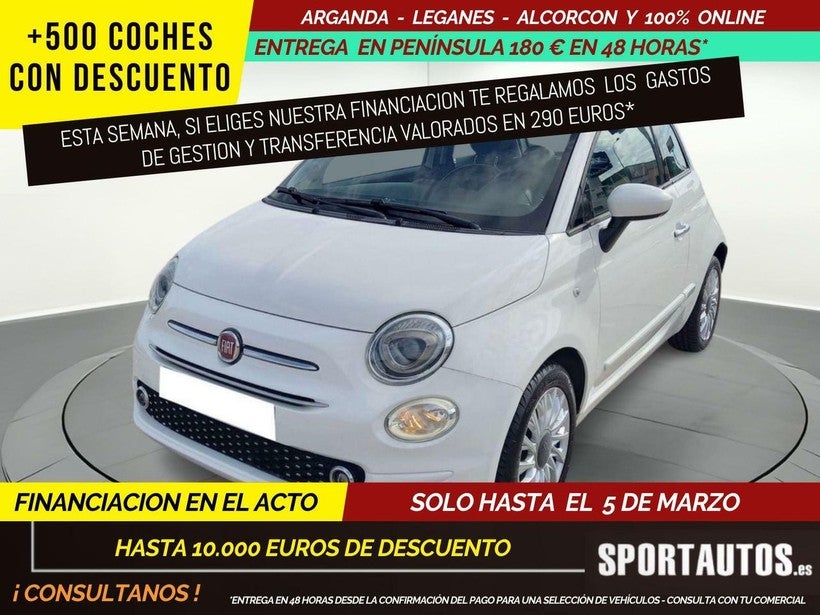 +500 COCHES
CON DESCUENTO
ARGANDA - LEGANES - ALCORCON Y 100% ONLINE
ENTREGA EN PENÍNSULA 180 € EN 48 HORAS*
ESTA SEMANA, SI ELIGES NUESTRA FINANCIACION TE REGALAMOS LOS GASTOS
DE GESTION Y TRANSFERENCIA VALORADOS EN 290 EUROS*
FIAT
FINANCIACION EN EL ACTO
SOLO HASTA EL 5 DE MARZO
HASTA 10.000 EUROS DE DESCUENTO
SPORTAUTOS.es
¡ CONSULTANOS !
*ENTREGA EN 48 HORAS DESDE LA CONFIRMACIÓN DEL PAGO PARA UNA SELECCIÓN DE VEHÍCULOS - CONSULTA CON TU COMERCIAL